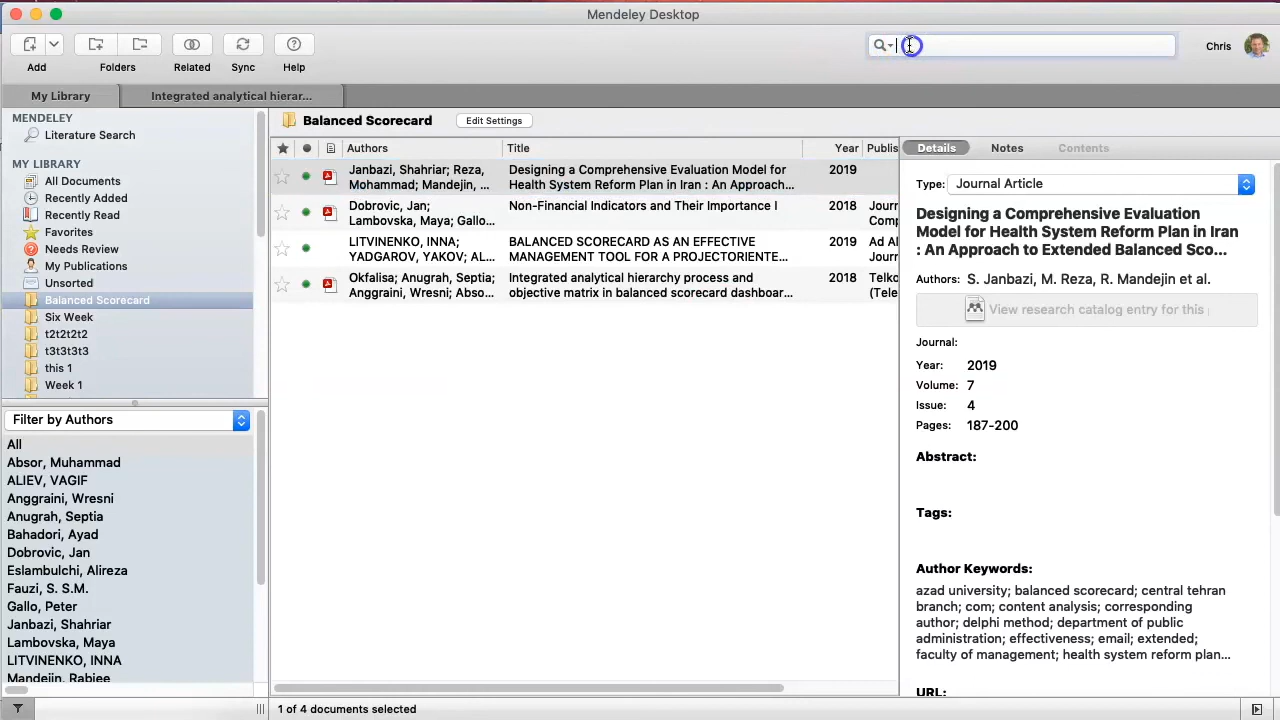 Mendeley Desktop
Add
Folders
Related
Sync
Help
Chris
My Library
Integrated analytical hierar...
MENDELEY
Literature Search
MY LIBRARY
All Documents
Recently Added
Recently Read
Favorites
Needs Review
My Publications
Unsorted
Balanced Scorecard
Six Week
t2t2t2t2
t3t3t3t3
this 1
Week 1
Filter by Authors
All
Absor, Muhammad
ALIEV, VAGIF
Anggraini, Wresni
Anugrah, Septia
Bahadori, Ayad
Dobrovic, Jan
Eslambulchi, Alireza
Fauzi, S. S.M.
Gallo, Peter
Janbazi, Shahriar
Lambovska, Maya
LITVINENKO, INNA
Mandejin, Rabiee
Balanced Scorecard
Edit Settings
Authors Title Year Publis
Janbazi, Shahriar; Reza, Designing a Comprehensive Evaluation Model for 2019
Mohammad; Mandejin, ... Health System Reform Plan in Iran : An Approach...
Dobrovic, Jan; Non-Financial Indicators and Their Importance I 2018 Journ
Lambovska, Maya; Gallo... Comp
LITVINENKO, INNA; BALANCED SCORECARD AS AN EFFECTIVE 2019 Ad Al
YADGAROV, YAKOV; AL... MANAGEMENT TOOL FOR A PROJECTORIENTE... Journ
Okfalisa; Anugrah, Septia; Integrated analytical hierarchy process and 2018 Telko
Anggraini, Wresni; Abso... objective matrix in balanced scorecard dashboar... (Tele
1 of 4 documents selected
Details
Notes
Contents
Type: Journal Article
Designing a Comprehensive Evaluation
Model for Health System Reform Plan in Iran
: An Approach to Extended Balanced Sco...
Authors: S. Janbazi, M. Reza, R. Mandejin et al.
View research catalog entry for this
Journal:
Year: 2019
Volume: 7
Issue: 4
Pages: 187-200
Abstract:
Tags:
Author Keywords:
azad university; balanced scorecard; central tehran
branch; com; content analysis; corresponding
author; delphi method; department of public
administration; effectiveness; email; extended;
faculty of management; health system reform plan...
URL: